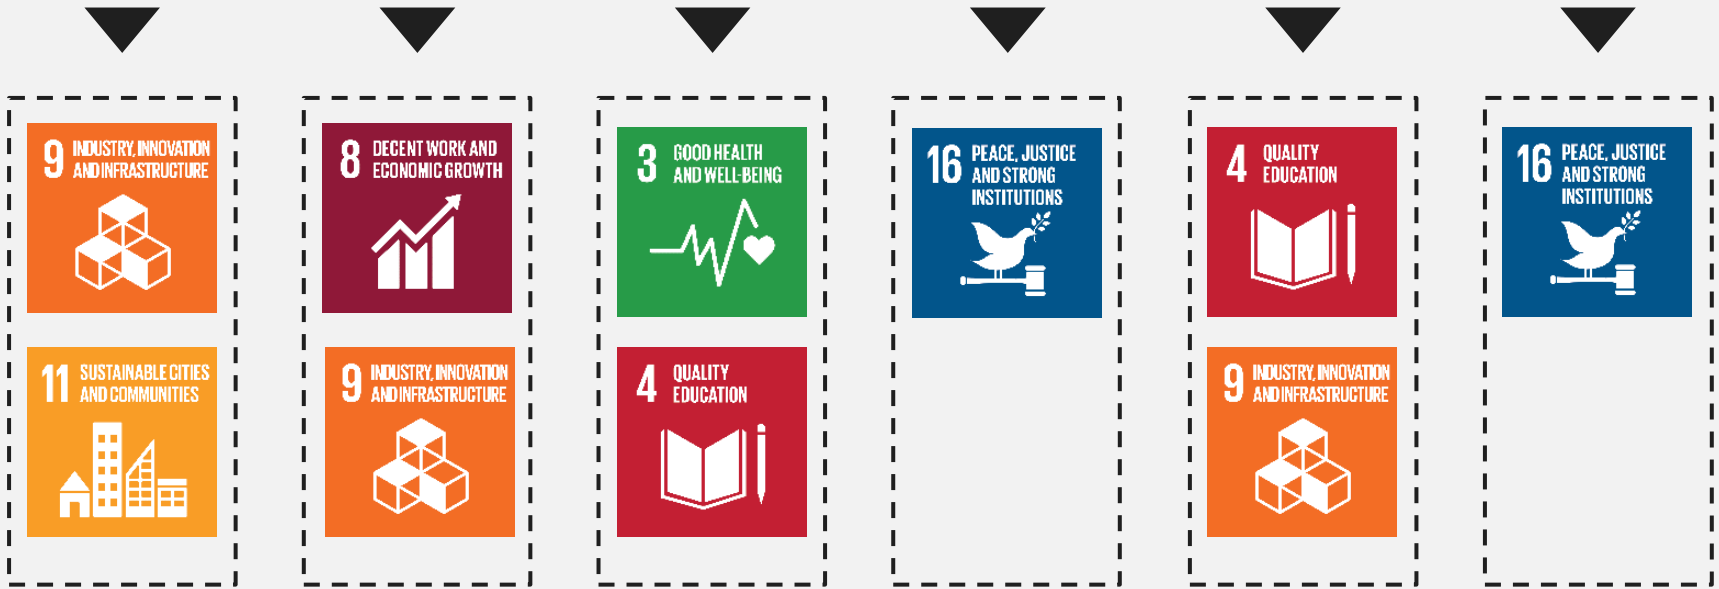 9 INDUSTRY, INNOVATION
AND INFRASTRUCTURE
11 SUSTAINABLE CITIES
AND COMMUNITIES
8 DECENT WORK AND
ECONOMIC GROWTH
9 INDUSTRY, INNOVATION
AND INFRASTRUCTURE
3 GOOD HEALTH
AND WELL-BEING
4 QUALITY
EDUCATION
16 PEACE, JUSTICE
AND STRONG
INSTITUTIONS
4 QUALITY
EDUCATION
9 INDUSTRY, INNOVATION
AND INFRASTRUCTURE
16 PEACE, JUSTICE
AND STRONG
INSTITUTIONS